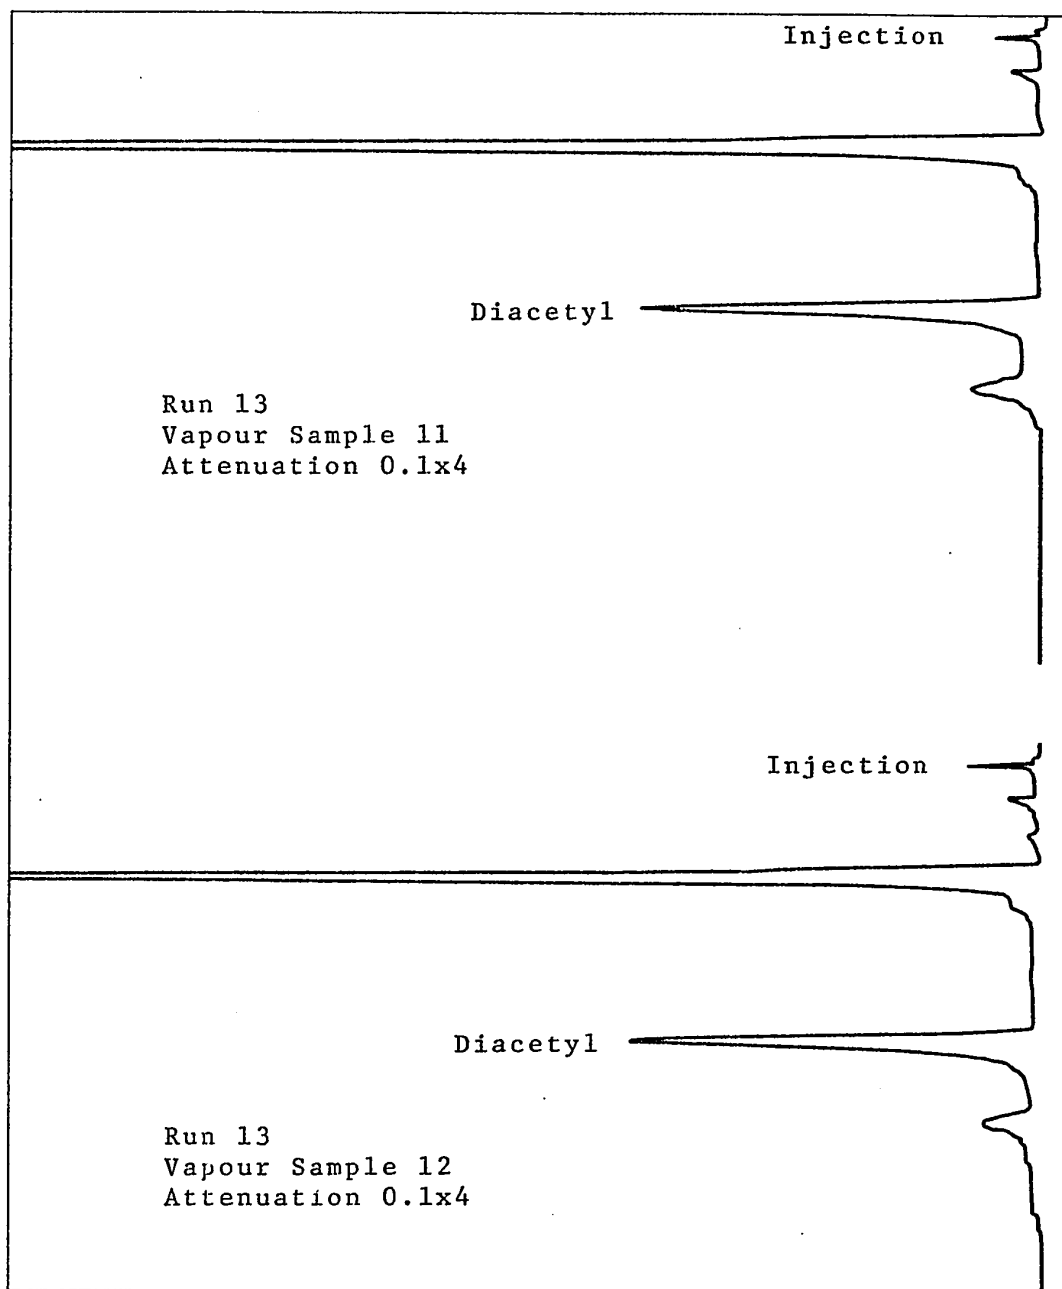 Injection
Diacetyl
Run 13
Vapour Sample 11
Attenuation 0.1x4
Injection
Diacetyl
Run 13
Vapour Sample 12
Attenuation 0.1x4